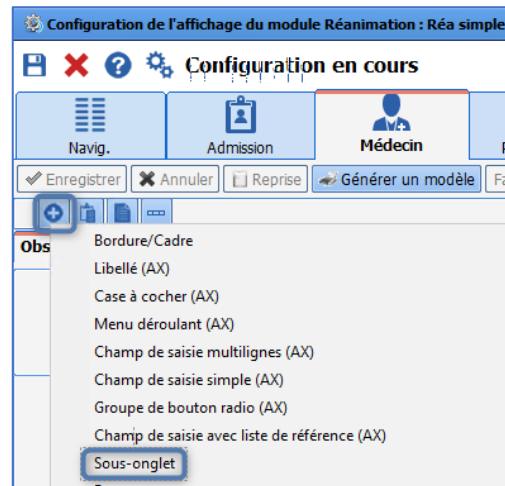 Configuration de l'affichage du module Réanimation : Réa simple
Configuration en cours
Navig.
Admission
Médecin
Enregistrer
Annuler
Reprise
Générer un modèle
Obs
Bordure/Cadre
Libellé (AX)
Case à cocher (AX)
Menu déroulant (AX)
Champ de saisie multilignes (AX)
Champ de saisie simple (AX)
Groupe de bouton radio (AX)
Champ de saisie avec liste de référence (AX)
Sous-onglet